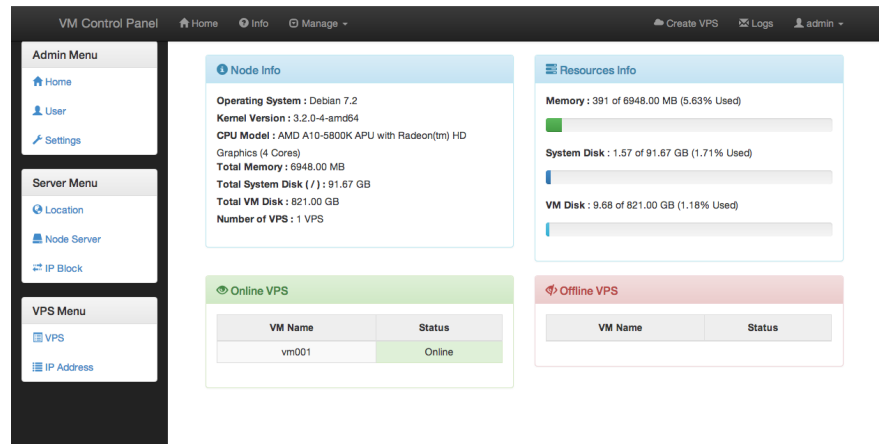 VM Control Panel Home Info Manage Create VPS Logs admin
Admin Menu
Home
User
Settings
Server Menu
Location
Node Server
IP Block
VPS Menu
VPS
IP Address
Node Info
Operating System : Debian 7.2
Kernel Version : 3.2.0-4-amd64
CPU Model : AMD A10-5800K APU with Radeon(tm) HD
Graphics (4 Cores)
Total Memory : 6948.00 MB
Total System Disk ( / ) : 91.67 GB
Total VM Disk : 821.00 GB
Number of VPS : 1 VPS
Resources Info
Memory : 391 of 6948.00 MB (5.63% Used)
System Disk : 1.57 of 91.67 GB (1.71% Used)
VM Disk : 9.68 of 821.00 GB (1.18% Used)
Online VPS
VM Name Status
vm001 Online
Offline VPS
VM Name Status